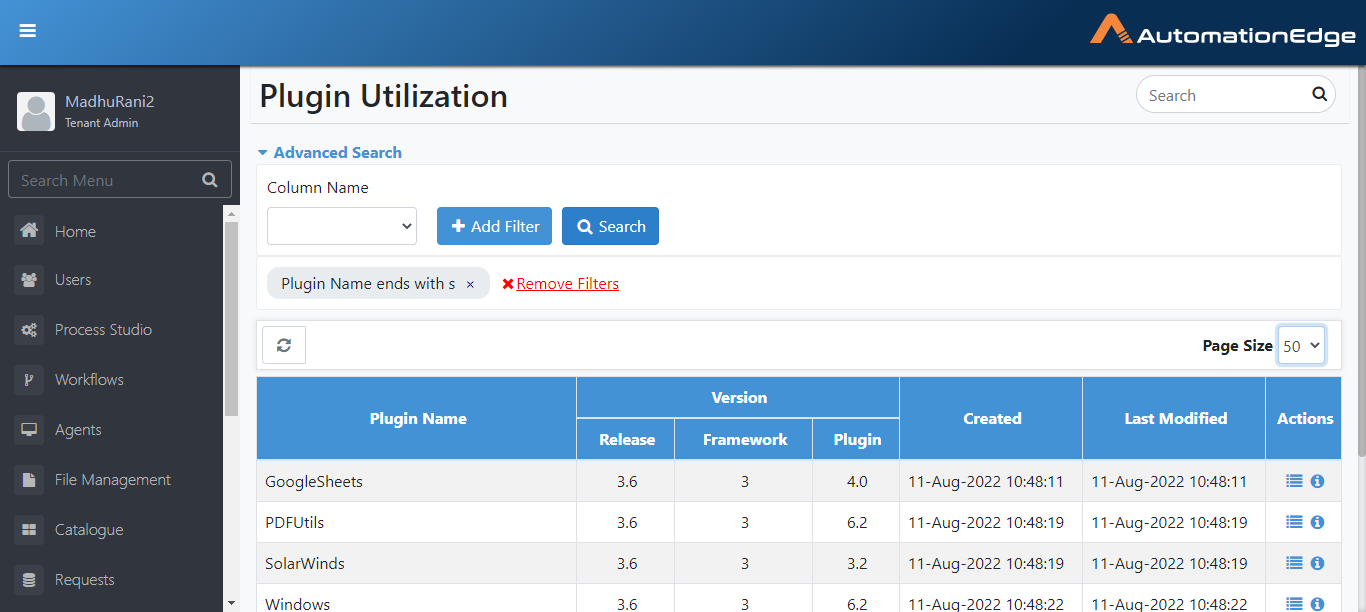 AutomationEdge
MadhuRani2
Tenant Admin
Search Menu
Home
Users
Process Studio
Workflows
Agents
File Management
Catalogue
Requests
Plugin Utilization
Search
Advanced Search
Column Name
Add Filter
Search
Plugin Name ends with s ×
Remove Filters
Page Size 50
Plugin Name Version Created Last Modified Actions
Release Framework Plugin
GoogleSheets 3.6 3 4.0 11-Aug-2022 10:48:11 11-Aug-2022 10:48:11
PDFUtils 3.6 3 6.2 11-Aug-2022 10:48:19 11-Aug-2022 10:48:19
SolarWinds 3.6 3 3.2 11-Aug-2022 10:48:19 11-Aug-2022 10:48:19
Windows 3.6 3 6.2 11-Aug-2022 10:48:22 11-Aug-2022 10:48:22